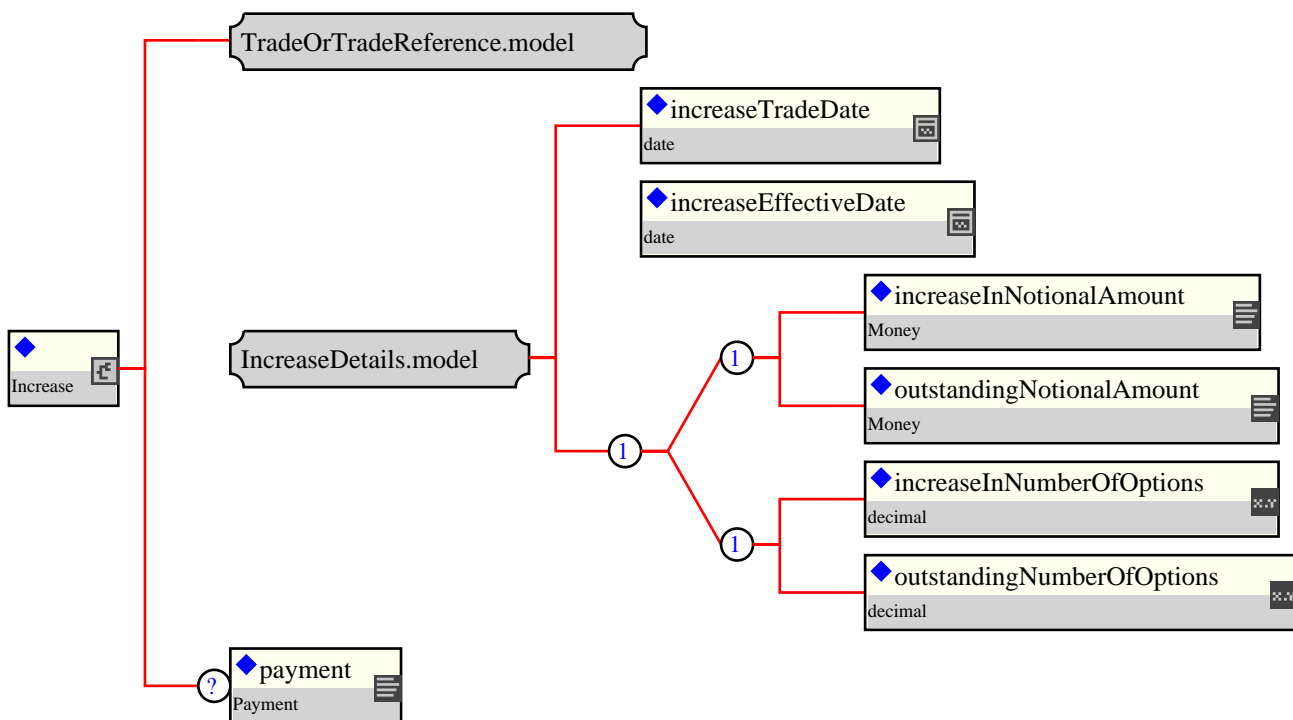 TradeOrTradeReference.model
increaseTradeDate
date
increaseEffectiveDate
date
increaseInNotionalAmount
Money
Increase
IncreaseDetails.model
1
outstandingNotionalAmount
Money
1
increaseInNumberOfOptions
decimal
x.y
1
outstandingNumberOfOptions
decimal
x.y
?
payment
Payment